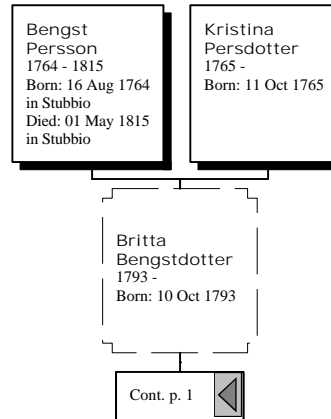 Bengst
Persson
1764 - 1815
Born: 16 Aug 1764
in Stubbio
Died: 01 May 1815
in Stubbio
Kristina
Persdotter
1765 -
Born: 11 Oct 1765
Britta
Bengstdotter
1793 -
Born: 10 Oct 1793
Cont. p. 1